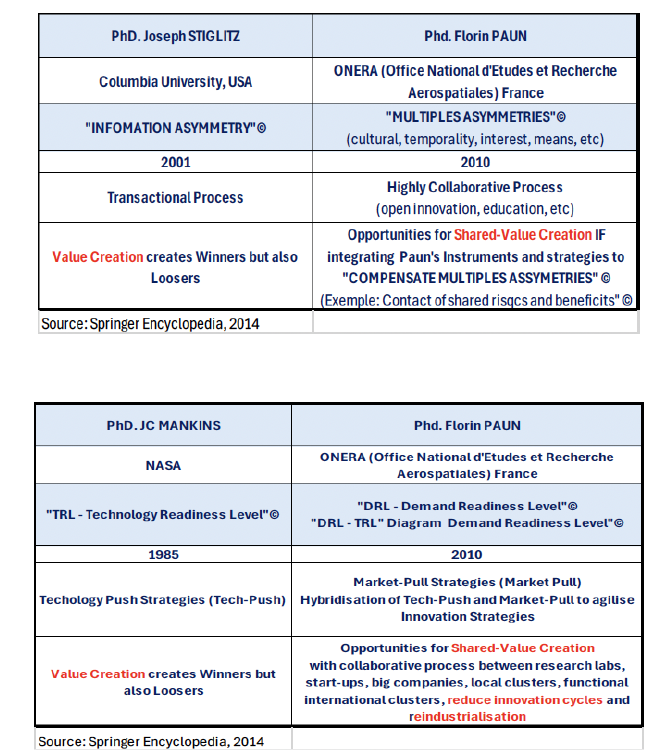 PhD. Joseph STIGLITZ
Phd. Florin PAUN
Columbia University, USA
ONERA (Office National d'Etudes et Recherche
Aerospatiales) France
"INFOMATION ASYMMETRY"©
"MULTIPLES ASYMMETRIES"©
(cultural, temporality, interest, means, etc)
2001
2010
Transactional Process
Highly Collaborative Process
(open innovation, education, etc)
Value Creation creates Winners but also
Loosers
Opportunities for Shared-Value Creation IF
integrating Paun's Instruments and strategies to
"COMPENSATE MULTIPLES ASSYMETRIES" ©
(Exemple: Contact of shared risqcs and beneficits" ©
Source: Springer Encyclopedia, 2014
PhD. JC MANKINS
Phd. Florin PAUN
NASA
ONERA (Office National d'Etudes et Recherche
Aerospatiales) France
"TRL - Technology Readiness Level"©
"DRL - Demand Readiness Level"©
"DRL - TRL" Diagram Demand Readiness Level"©
1985
2010
Techology Push Strategies (Tech-Push)
Market-Pull Strategies (Market Pull)
Hybridisation of Tech-Push and Market-Pull to agilise
Innovation Strategies
Value Creation creates Winners but
also Loosers
Opportunities for Shared-Value Creation
with collaborative process between research labs,
start-ups, big companies, local clusters, functional
international clusters, reduce innovation cycles and
reindustrialisation
Source: Springer Encyclopedia, 2014